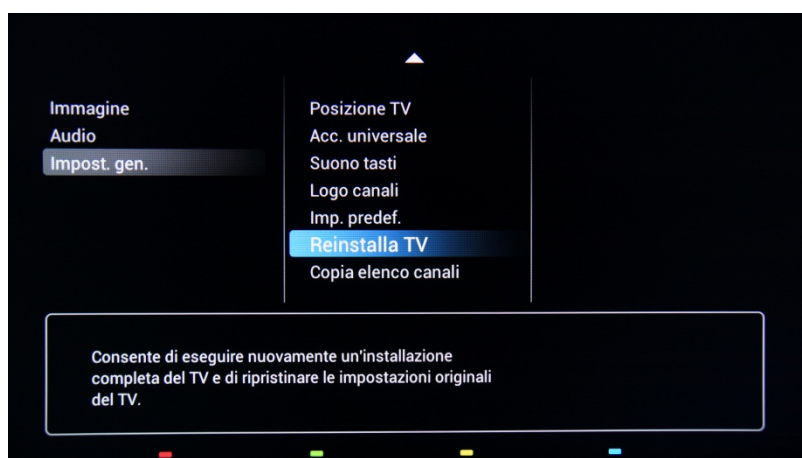 Immagine
Audio
Impost. gen.
Posizione TV
Acc. universale
Suono tasti
Logo canali
Imp. predef.
Reinstalla TV
Copia elenco canali
Consente di eseguire nuovamente un'installazione
completa del TV e di ripristinare le impostazioni originali
del TV.